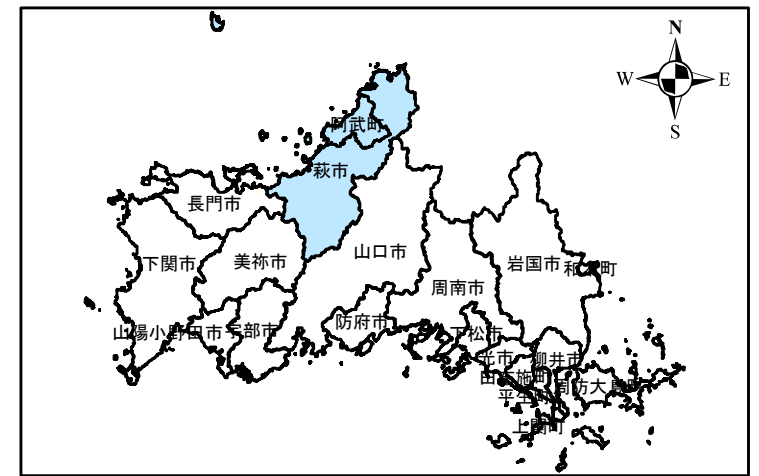 N
W
E
S
阿武町
萩市
長門市
下関市
美祢市
山口市
岩国市
和木町
周南市
防府市
山陽小野田市
宇部市
下松市
光市
柳井市
田布施町
周防大島町
平生町
上関町